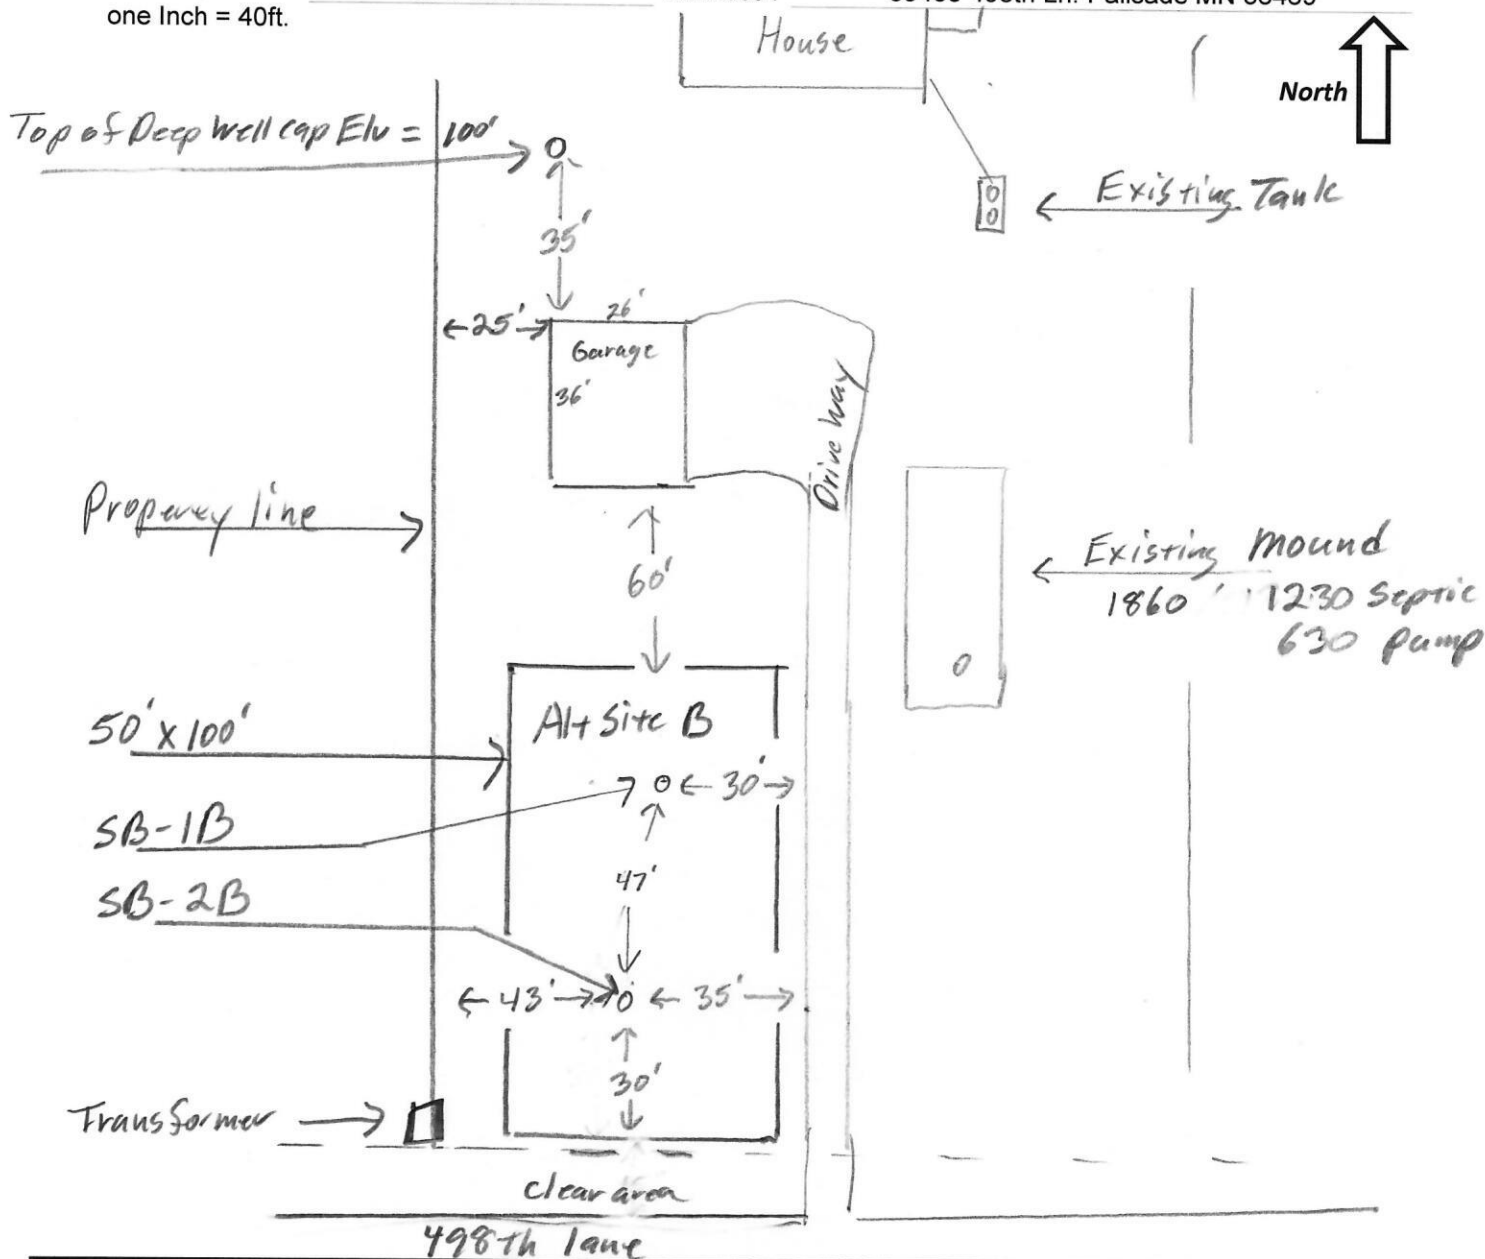 one Inch = 40ft.
House
North
Top of Deep Well cap Elv = 100'
Existing Tank
35'
25'
26'
Garage
36'
Drive Way
Property line
60'
Existing Mound
1860 1230 Septic
630 Pump
50' x 100'
Alt Site B
30'
SB-1B
47'
SB-2B
43'
35'
30'
Transformer
clear area
498th lane